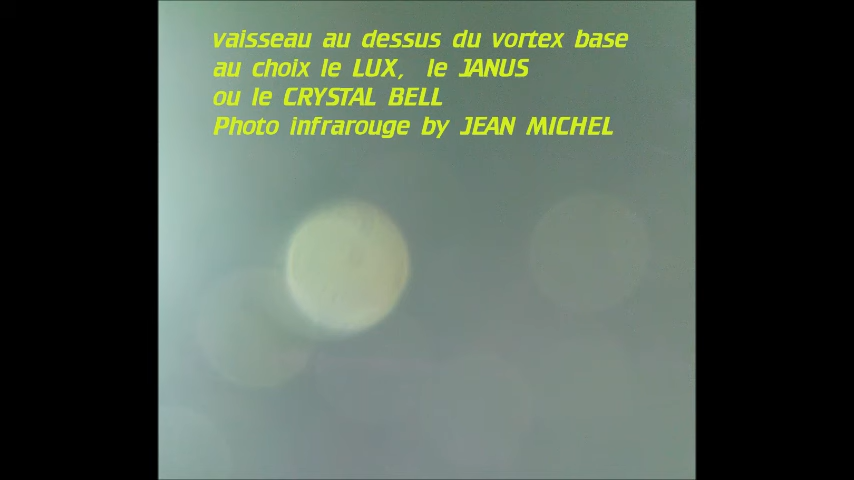 vaisseau au dessus du vortex base
au choix le LUX, le JANUS
ou le CRYSTAL BELL
Photo infrarouge by JEAN MICHEL